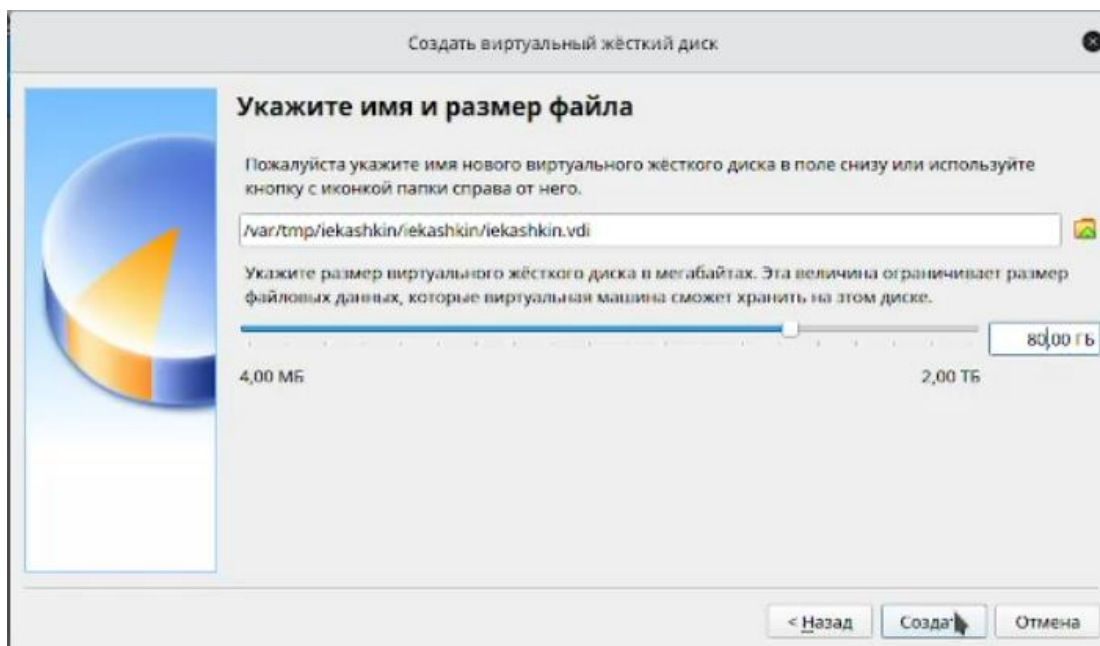 Создать виртуальный жёсткий диск
Укажите имя и размер файла
Пожалуйста укажите имя нового виртуального жёсткого диска в поле снизу или используйте
кнопку с иконкой папки справа от него.
/var/tmp/iekashkin/iekashkin/iekashkin.vdi
Укажите размер виртуального жёсткого диска в мегабайтах. Эта величина ограничивает размер
файловых данных, которые виртуальная машина сможет хранить на этом диске.
80,00 ГБ
4,00 МБ 2,00 ТБ
< Назад Создать Отмена